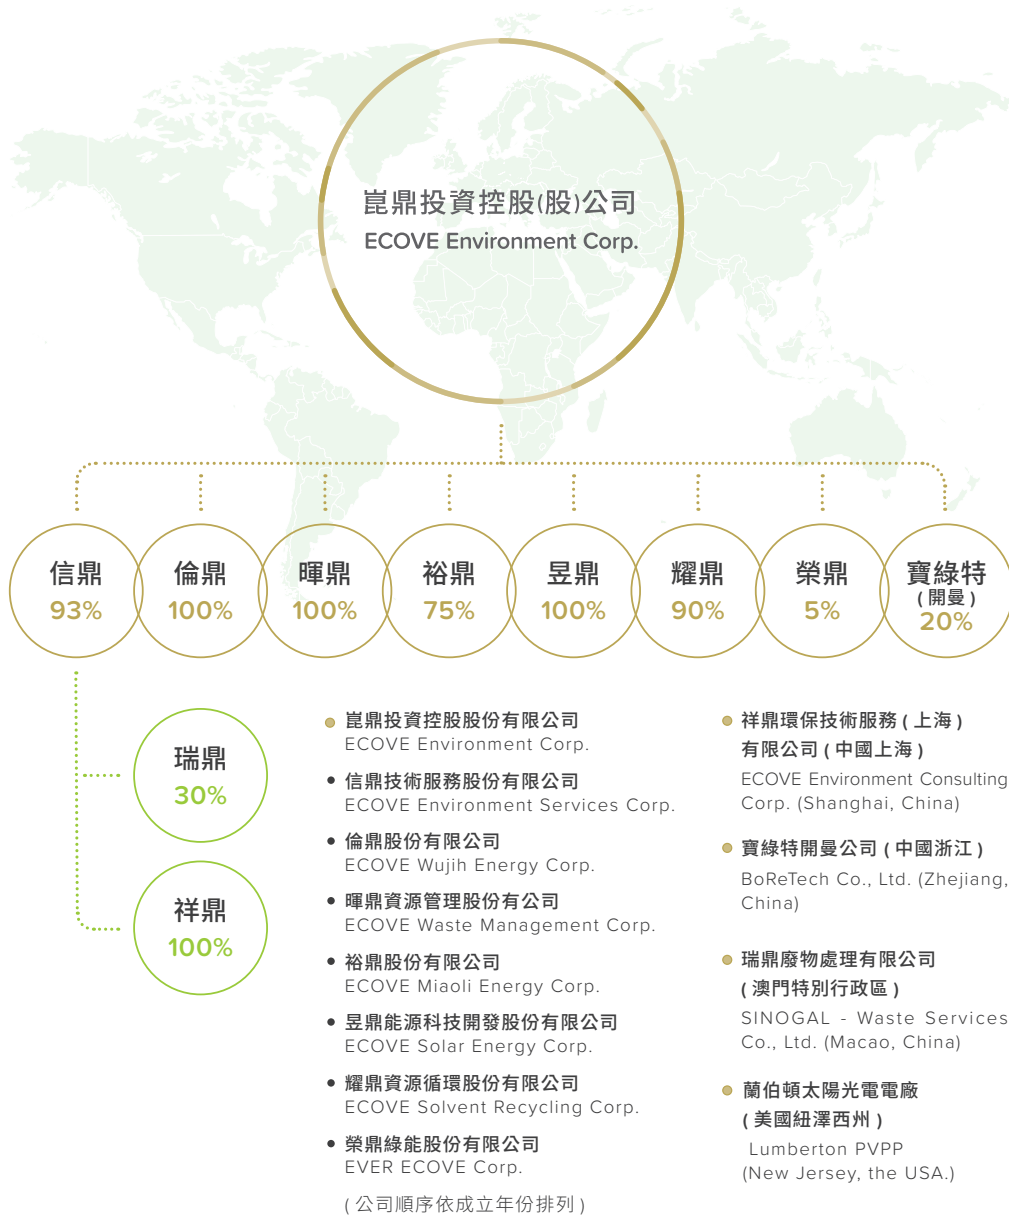 崑鼎投資控股(股)公司
ECOVE Environment Corp.
信鼎
93%
倫鼎
100%
暉鼎
100%
裕鼎
75%
昱鼎
100%
耀鼎
90%
榮鼎
5%
寶綠特
(開曼)
20%
瑞鼎
30%
祥鼎
100%
崑鼎投資控股股份有限公司
ECOVE Environment Corp.
信鼎技術服務股份有限公司
ECOVE Environment Services Corp.
倫鼎股份有限公司
ECOVE Wujih Energy Corp.
暉鼎資源管理股份有公司
ECOVE Waste Management Corp.
裕鼎股份有限公司
ECOVE Miaoli Energy Corp.
昱鼎能源科技開發股份有限公司
ECOVE Solar Energy Corp.
耀鼎資源循環股份有限公司
ECOVE Solvent Recycling Corp.
榮鼎綠能股份有限公司
EVER ECOVE Corp.
(公司順序依成立年份排列)
祥鼎環保技術服務(上海)
有限公司(中國上海)
ECOVE Environment Consulting
Corp. (Shanghai, China)
寶綠特開曼公司(中國浙江)
BoReTech Co., Ltd. (Zhejiang,
China)
瑞鼎廢物處理有限公司
(澳門特別行政區)
SINOGAL - Waste Services
Co., Ltd. (Macao, China)
蘭伯頓太陽光電電廠
(美國紐澤西州)
Lumberton PVPP
(New Jersey, the USA.)